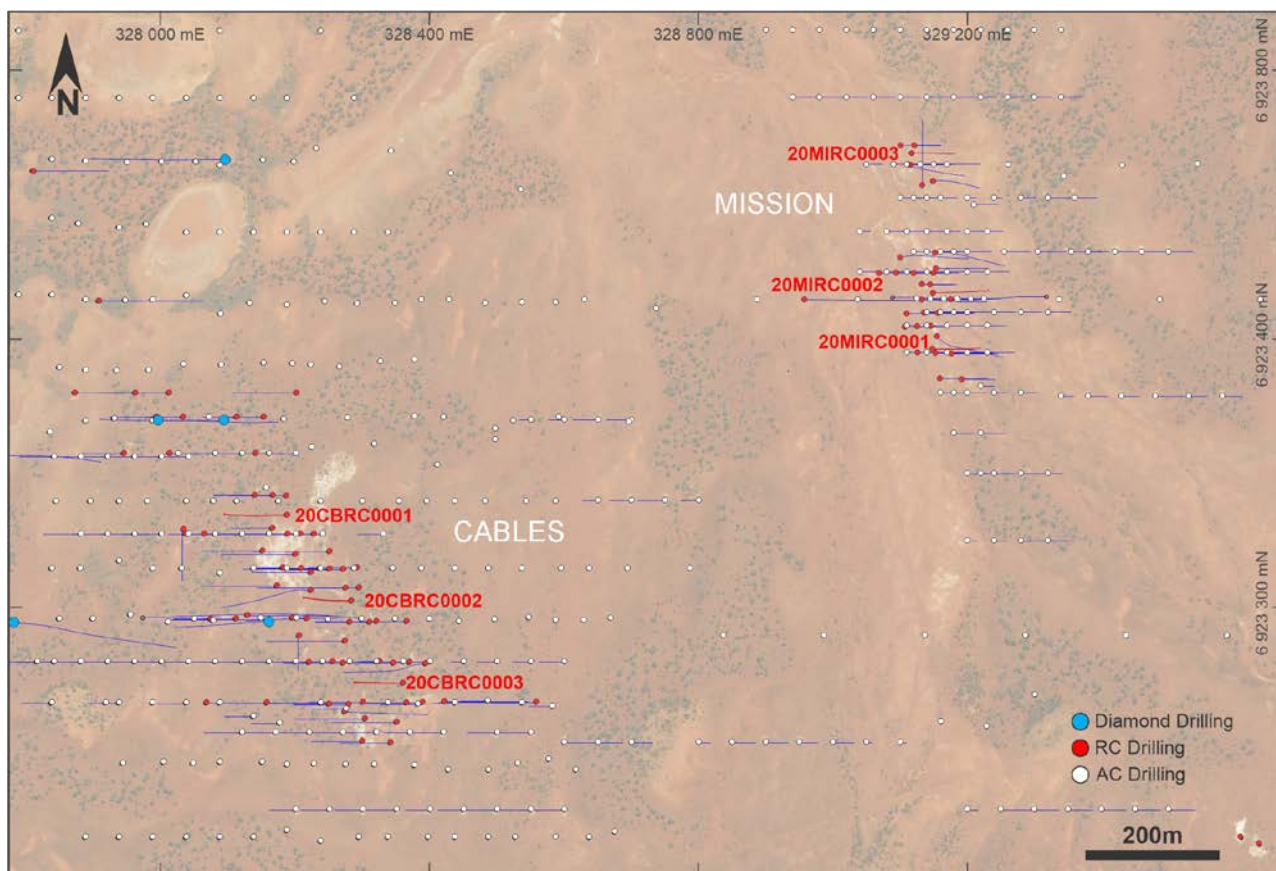 328 000 mE
328 400 mE
328 800 mE
329 200 mE
6 923 800 mN
N
20MIRC0003
MISSION
20MIRC0002
20MIRC0001
6 923 400 mN
20CBRC0001
CABLES
20CBRC0002
6 923 300 mN
20CBRC0003
Diamond Drilling
RC Drilling
AC Drilling
200m